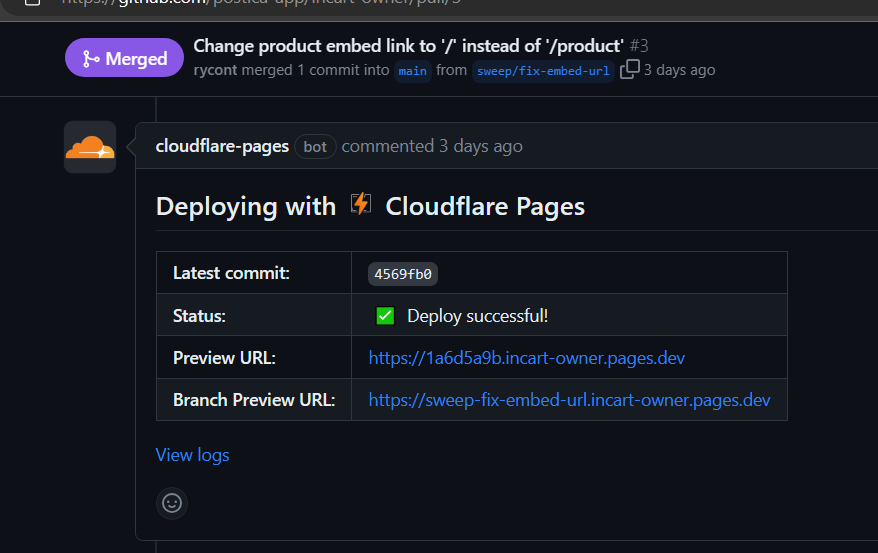 https://github.com/postica-app/incart-owner/pull/3
Merged
Change product embed link to '/' instead of '/product' #3
rycont merged 1 commit into main from sweep/fix-embed-url 3 days ago
cloudflare-pages bot commented 3 days ago
Deploying with Cloudflare Pages
Latest commit: 4569fb0
Status: ✅ Deploy successful!
Preview URL: https://1a6d5a9b.incart-owner.pages.dev
Branch Preview URL: https://sweep-fix-embed-url.incart-owner.pages.dev
View logs